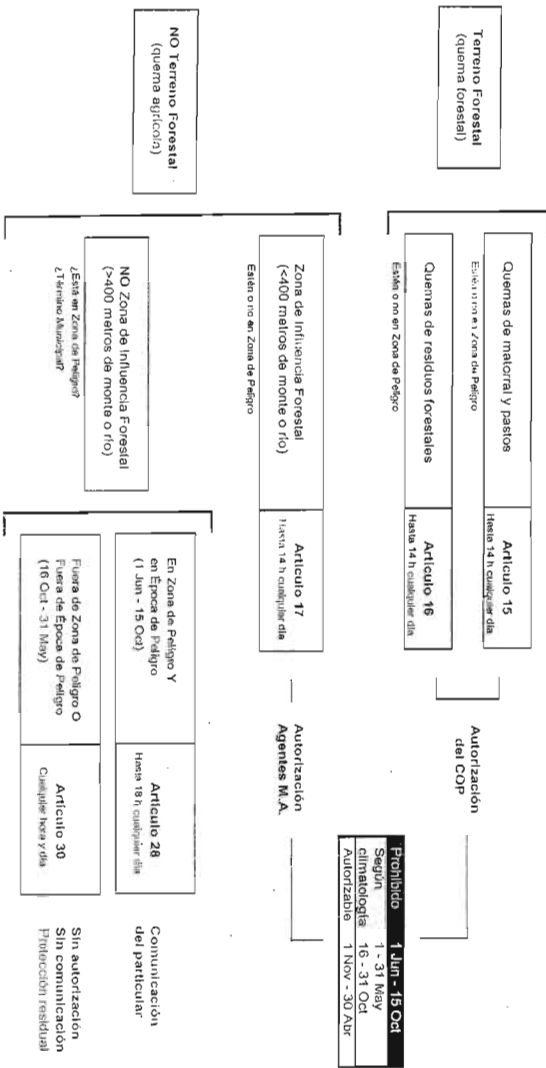 Terreno Forestal
(quema forestal)
Quemas de matorral y pastos
Estén o no en Zona de Peligro
Artículo 15
Hasta 14 h cualquier día
Quemas de residuos forestales
Estén o no en Zona de Peligro
Artículo 16
Hasta 14 h cualquier día
Autorización
del COP
Prohibido 1 Jun - 15 Oct
Según 1 - 31 May
climatología 16 - 31 Oct
Autorizable 1 Nov - 30 Abr
NO Terreno Forestal
(quema agrícola)
Zona de Influencia Forestal
(<400 metros de monte o río)
Estén o no en Zona de Peligro
Artículo 17
Hasta 14 h cualquier día
Autorización
Agentes M.A.
NO Zona de Influencia Forestal
(>400 metros de monte o río)
¿Está en Zona de Peligro?
¿Término Municipal?
En Zona de Peligro Y
en Época de Peligro
(1 Jun - 15 Oct)
Artículo 28
Hasta 18 h cualquier día
Comunicación
del particular
Fuera de Zona de Peligro O
Fuera de Época de Peligro
(16 Oct - 31 May)
Artículo 30
Cualquier hora y día
Sin autorización
Sin comunicación
Protección residual